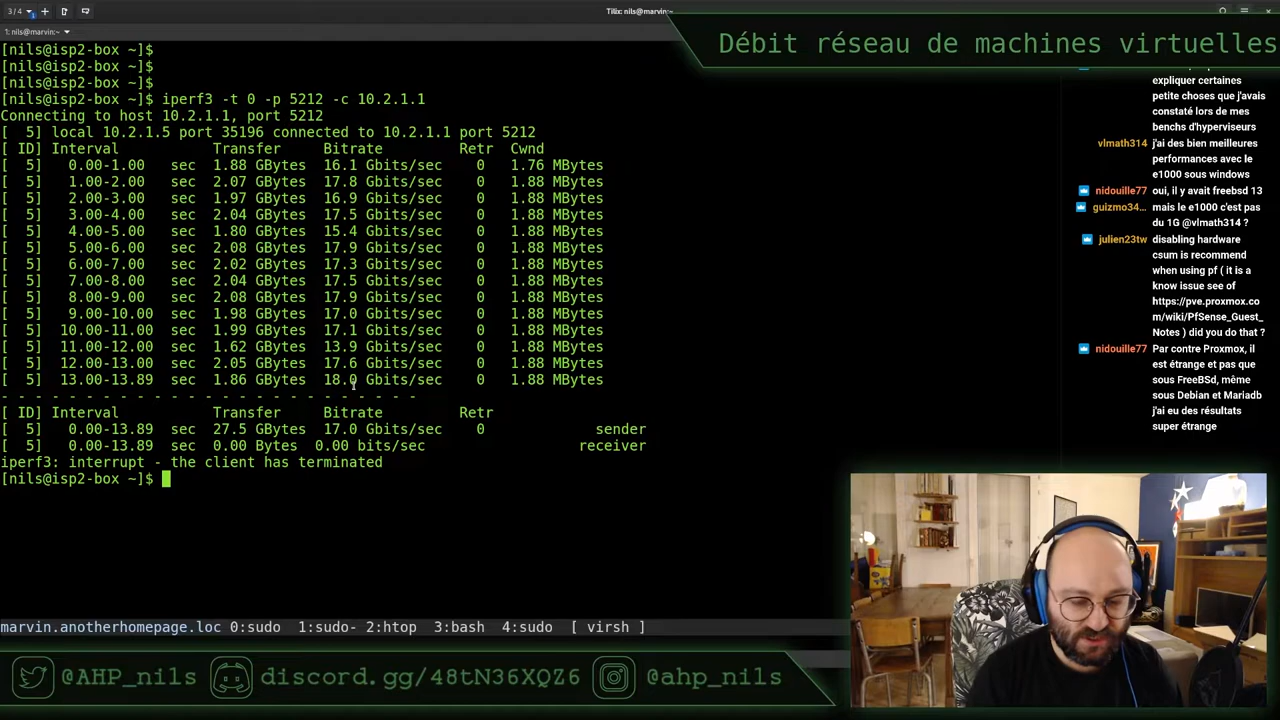 3 / 4
Tilix: nils@marvin:~
1: nils@marvin:~
Débit réseau de machines virtuelles
[nils@isp2-box ~]$
[nils@isp2-box ~]$
[nils@isp2-box ~]$
[nils@isp2-box ~]$ iperf3 -t 0 -p 5212 -c 10.2.1.1
Connecting to host 10.2.1.1, port 5212
[  5] local 10.2.1.5 port 35196 connected to 10.2.1.1 port 5212
[ ID] Interval Transfer Bitrate Retr Cwnd
[  5] 0.00-1.00 sec 1.88 GBytes 16.1 Gbits/sec 0 1.76 MBytes
[  5] 1.00-2.00 sec 2.07 GBytes 17.8 Gbits/sec 0 1.88 MBytes
[  5] 2.00-3.00 sec 1.97 GBytes 16.9 Gbits/sec 0 1.88 MBytes
[  5] 3.00-4.00 sec 2.04 GBytes 17.5 Gbits/sec 0 1.88 MBytes
[  5] 4.00-5.00 sec 1.80 GBytes 15.4 Gbits/sec 0 1.88 MBytes
[  5] 5.00-6.00 sec 2.08 GBytes 17.9 Gbits/sec 0 1.88 MBytes
[  5] 6.00-7.00 sec 2.02 GBytes 17.3 Gbits/sec 0 1.88 MBytes
[  5] 7.00-8.00 sec 2.04 GBytes 17.5 Gbits/sec 0 1.88 MBytes
[  5] 8.00-9.00 sec 2.08 GBytes 17.9 Gbits/sec 0 1.88 MBytes
[  5] 9.00-10.00 sec 1.98 GBytes 17.0 Gbits/sec 0 1.88 MBytes
[  5] 10.00-11.00 sec 1.99 GBytes 17.1 Gbits/sec 0 1.88 MBytes
[  5] 11.00-12.00 sec 1.62 GBytes 13.9 Gbits/sec 0 1.88 MBytes
[  5] 12.00-13.00 sec 2.05 GBytes 17.6 Gbits/sec 0 1.88 MBytes
[  5] 13.00-13.89 sec 1.86 GBytes 18.0 Gbits/sec 0 1.88 MBytes
- - - - - - - - - - - - - - - - - - - - - - - - -
[ ID] Interval Transfer Bitrate Retr
[  5] 0.00-13.89 sec 27.5 GBytes 17.0 Gbits/sec 0 sender
[  5] 0.00-13.89 sec 0.00 Bytes 0.00 bits/sec receiver
iperf3: interrupt - the client has terminated
[nils@isp2-box ~]$
marvin.anotherhomepage.loc 0:sudo 1:sudo- 2:htop 3:bash 4:sudo [ virsh ]
expliquer certaines
petite choses que j'avais
constaté lors de mes
benchs d'hyperviseurs
vlmath314 j'ai des bien meilleures
performances avec le
e1000 sous windows
nidouille77 oui, il y avait freebsd 13
guizmo34... mais le e1000 c'est pas
du 1G @vlmath314 ?
julien23tw disabling hardware
csum is recommend
when using pf ( it is a
know issue see of
https://pve.proxmox.co
m/wiki/PfSense_Guest_
Notes ) did you do that ?
nidouille77 Par contre Proxmox, il
est étrange et pas que
sous FreeBSd, même
sous Debian et Mariadb
j'ai eu des résultats
super étrange
@AHP_nils discord.gg/48tN36XQZ6 @ahp_nils